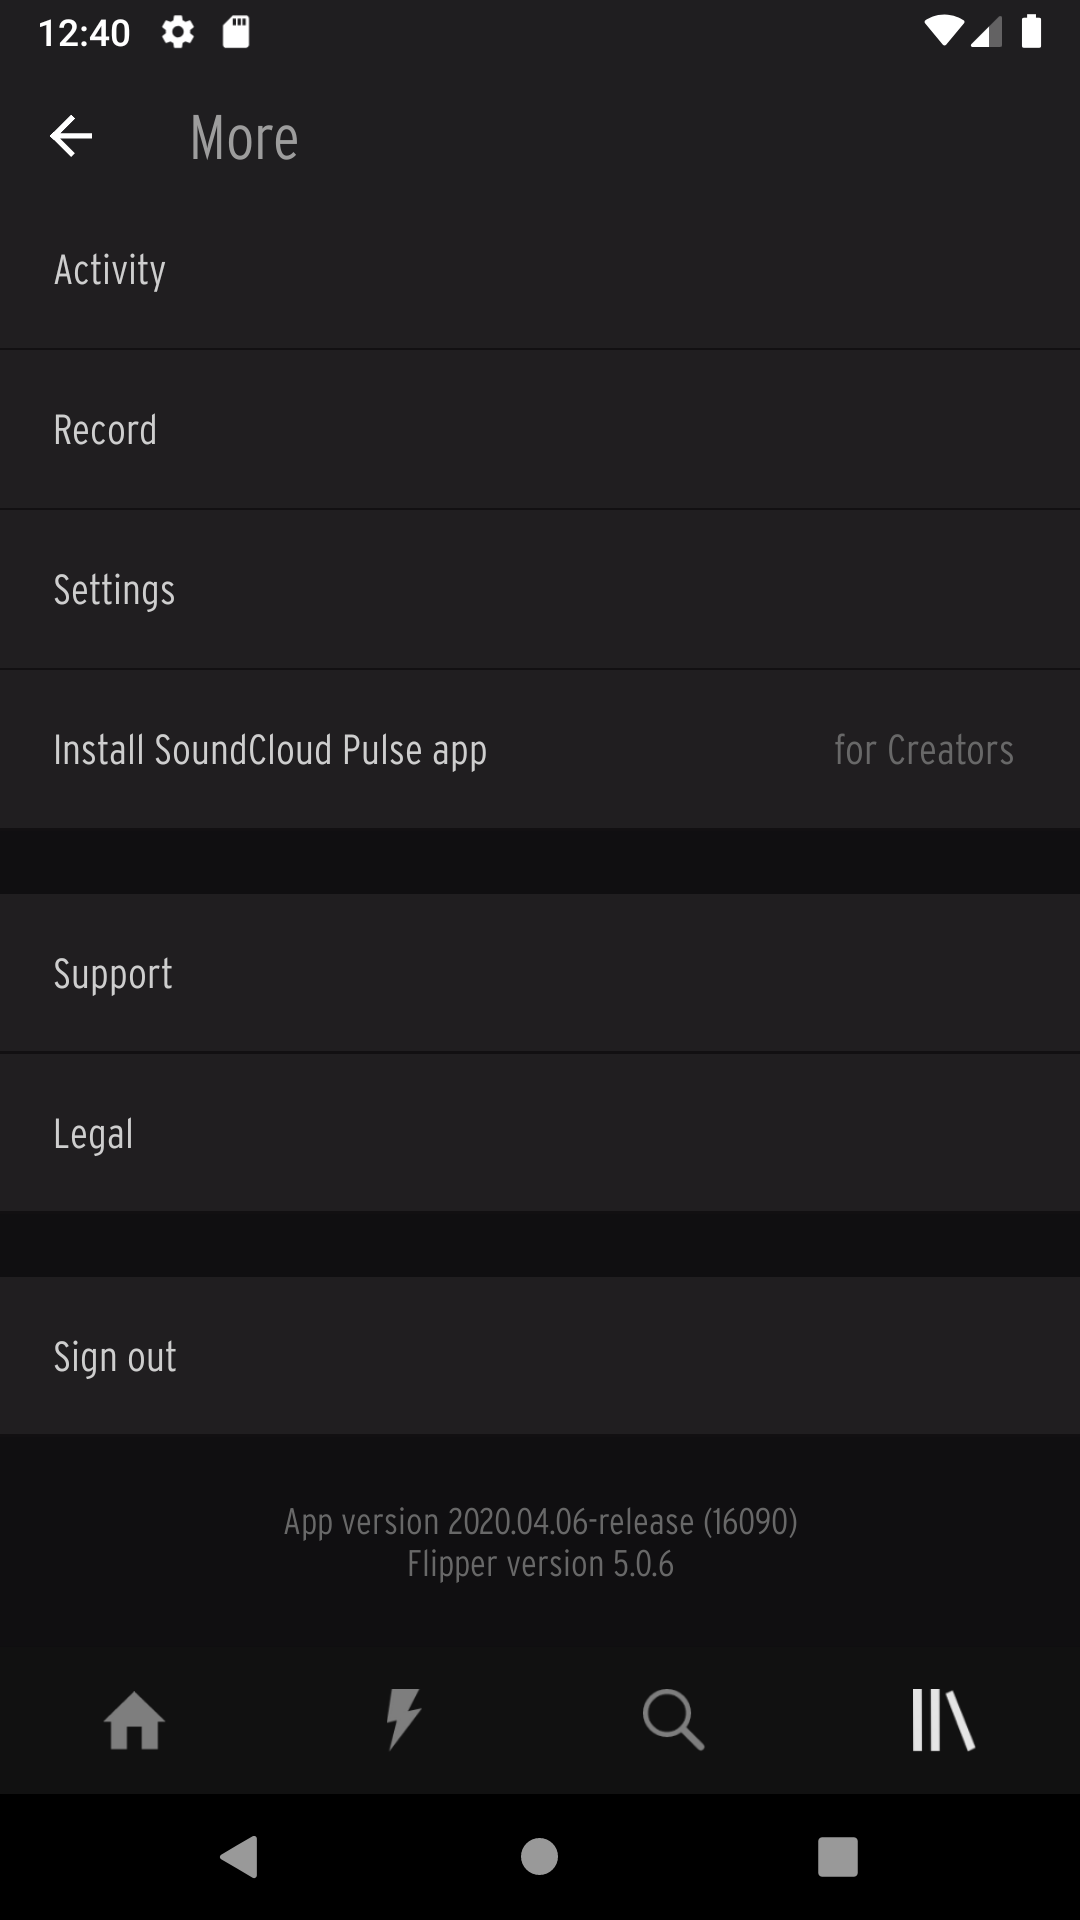 12:40
More
Activity
Record
Settings
Install SoundCloud Pulse app for Creators
Support
Legal
Sign out
App version 2020.04.06-release (16090)
Flipper version 5.0.6